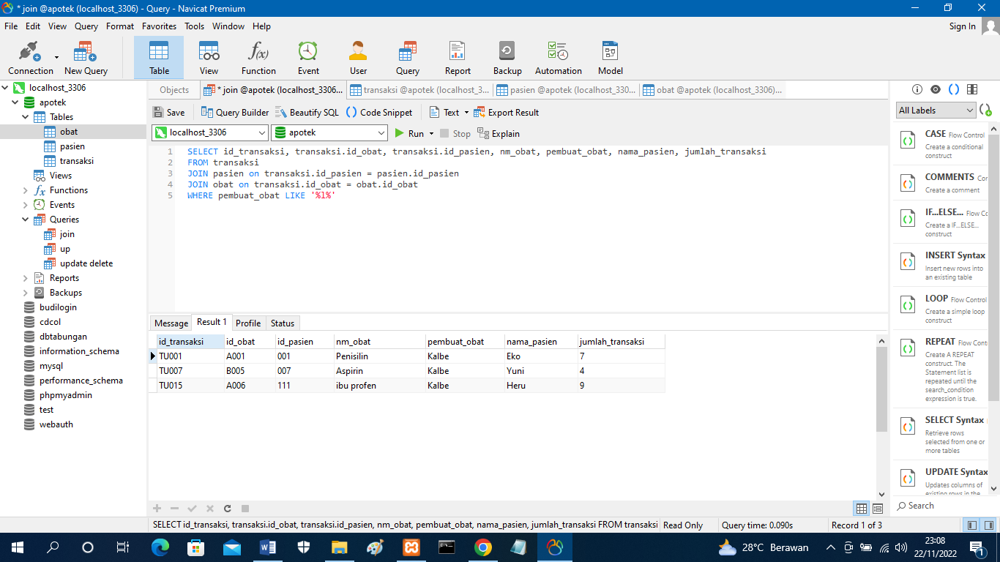 * join @apotek (localhost_3306) - Query - Navicat Premium
File Edit View Query Format Favorites Tools Window Help
Sign In
Connection New Query Table View Function Event User Query Report Backup Automation Model
localhost_3306
apotek
Tables
obat
pasien
transaksi
Views
Functions
Events
Queries
join
up
update delete
Reports
Backups
budilogin
cdcol
dbtabungan
information_schema
mysql
performance_schema
phpmyadmin
test
webauth
Objects * join @apotek (localhost_3306... transaksi @apotek (localhost_3... pasien @apotek (localhost_330... obat @apotek (localhost_3306)...
Save Query Builder Beautify SQL Code Snippet Text Export Result
localhost_3306 apotek Run Stop Explain
1 SELECT id_transaksi, transaksi.id_obat, transaksi.id_pasien, nm_obat, pembuat_obat, nama_pasien, jumlah_transaksi
2 FROM transaksi
3 JOIN pasien on transaksi.id_pasien = pasien.id_pasien
4 JOIN obat on transaksi.id_obat = obat.id_obat
5 WHERE pembuat_obat LIKE '%l%'
Message Result 1 Profile Status
id_transaksi id_obat id_pasien nm_obat pembuat_obat nama_pasien jumlah_transaksi
TU001 A001 001 Penisilin Kalbe Eko 7
TU007 B005 007 Aspirin Kalbe Yuni 4
TU015 A006 111 ibu profen Kalbe Heru 9
All Labels
CASE Flow Control
Create a conditional
construct
COMMENTS Cor
Create a comment
IF...ELSE... Flow Cc
Create a IF...ELSE...
construct
INSERT Syntax
Insert new rows into
an existing table
LOOP Flow Control
Create a simple loop
construct
REPEAT Flow Cont
Create A REPEAT
construct. The
Statement list is
repeated until the
search_condition
expression is true.
SELECT Syntax
Retrieve rows
selected from one or
more tables
UPDATE Syntax
Updates columns of
existing rows in the
Search
SELECT id_transaksi, transaksi.id_obat, transaksi.id_pasien, nm_obat, pembuat_obat, nama_pasien, jumlah_transaksi FROM transaksi Read Only Query time: 0.090s Record 1 of 3
28°C Berawan
23:08
22/11/2022
1